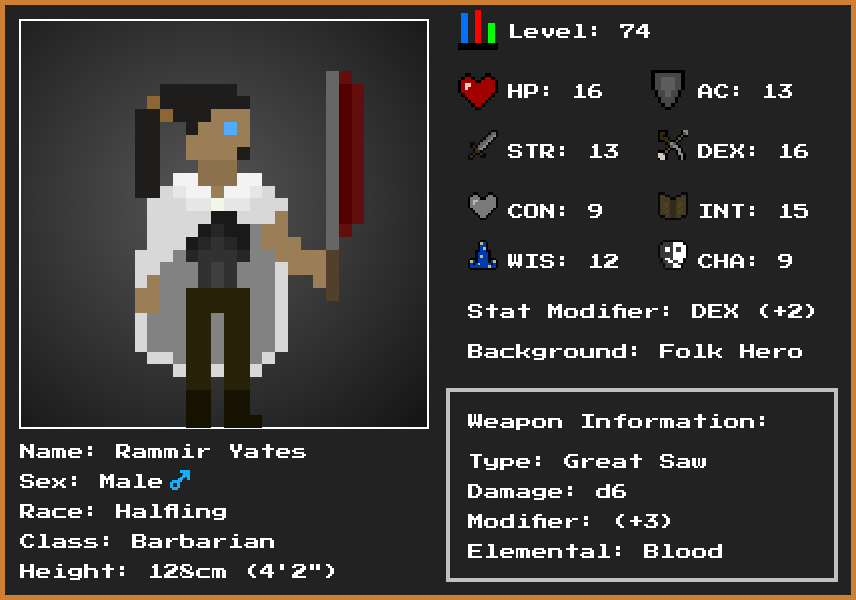 Level: 74
HP: 16 AC: 13
STR: 13 DEX: 16
CON: 9 INT: 15
WIS: 12 CHA: 9
Stat Modifier: DEX (+2)
Background: Folk Hero
Weapon Information:
Type: Great Saw
Damage: d6
Modifier: (+3)
Elemental: Blood
Name: Rammir Yates
Sex: Male ♂
Race: Halfling
Class: Barbarian
Height: 128cm (4'2")